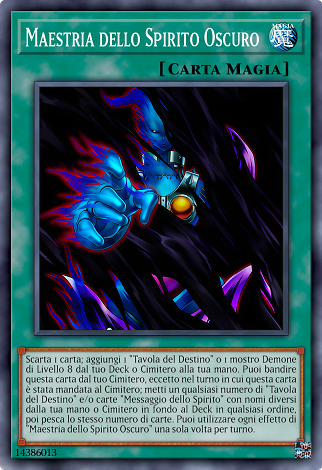 Maestria dello Spirito Oscuro
MAGIA
魔
[Carta Magia]
Scarta 1 carta; aggiungi 1 "Tavola del Destino" o 1 mostro Demone
di Livello 8 dal tuo Deck o Cimitero alla tua mano. Puoi bandire
questa carta dal tuo Cimitero, eccetto nel turno in cui questa carta
è stata mandata al Cimitero; metti un qualsiasi numero di "Tavola
del Destino" e/o carte "Messaggio dello Spirito" con nomi diversi
dalla tua mano o Cimitero in fondo al Deck in qualsiasi ordine,
poi pesca lo stesso numero di carte. Puoi utilizzare ogni effetto di
"Maestria dello Spirito Oscuro" una sola volta per turno.
14386013